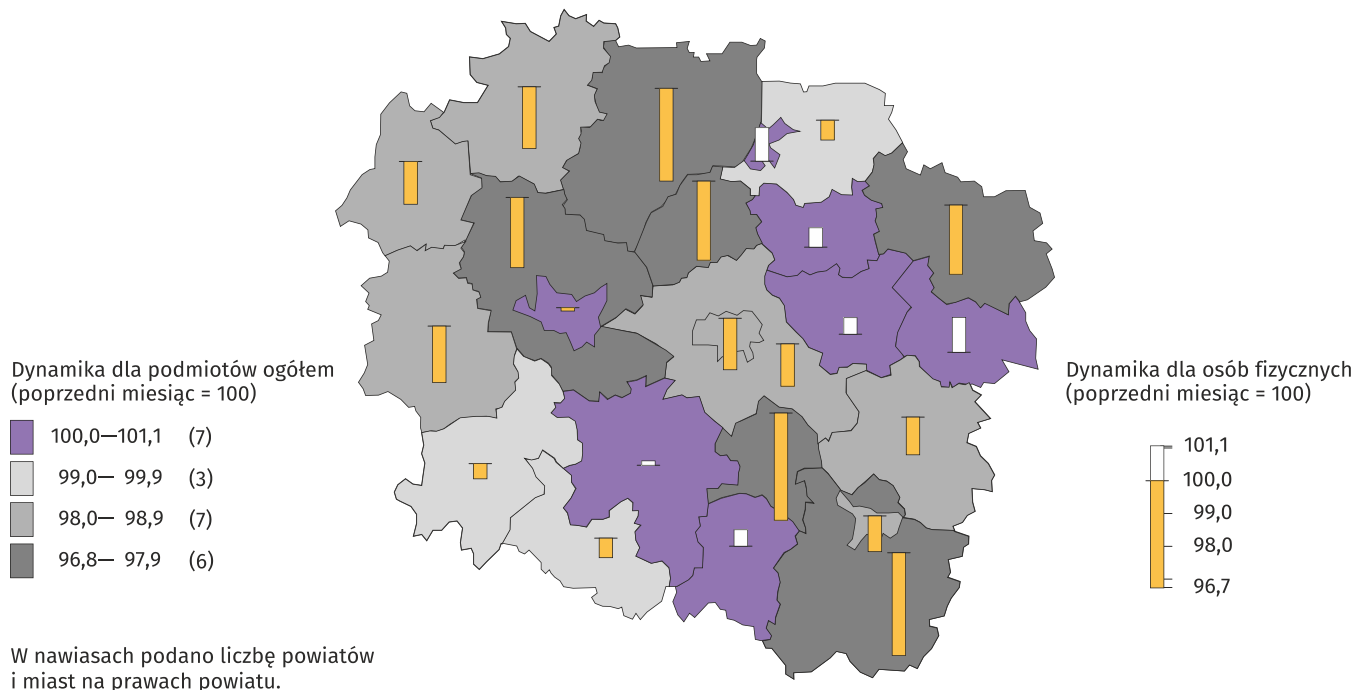 Dynamika dla podmiotów ogółem
(poprzedni miesiąc = 100)
100,0—101,1 (7)
99,0— 99,9 (3)
98,0— 98,9 (7)
96,8— 97,9 (6)
W nawiasach podano liczbę powiatów
i miast na prawach powiatu.
Dynamika dla osób fizycznych
(poprzedni miesiąc = 100)
101,1
100,0
99,0
98,0
96,7